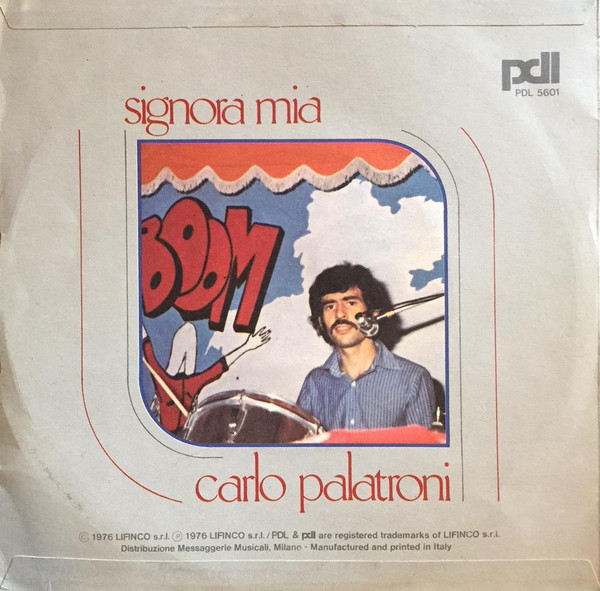 pdl
PDL 5601
signora mia
BOOM
carlo palatroni
© 1976 LIFINCO s.r.l. Ⓟ 1976 LIFINCO s.r.l. / PDL & pdl are registered trademarks of LIFINCO s.r.l.
Distribuzione Messaggerie Musicali, Milano - Manufactured and printed in Italy